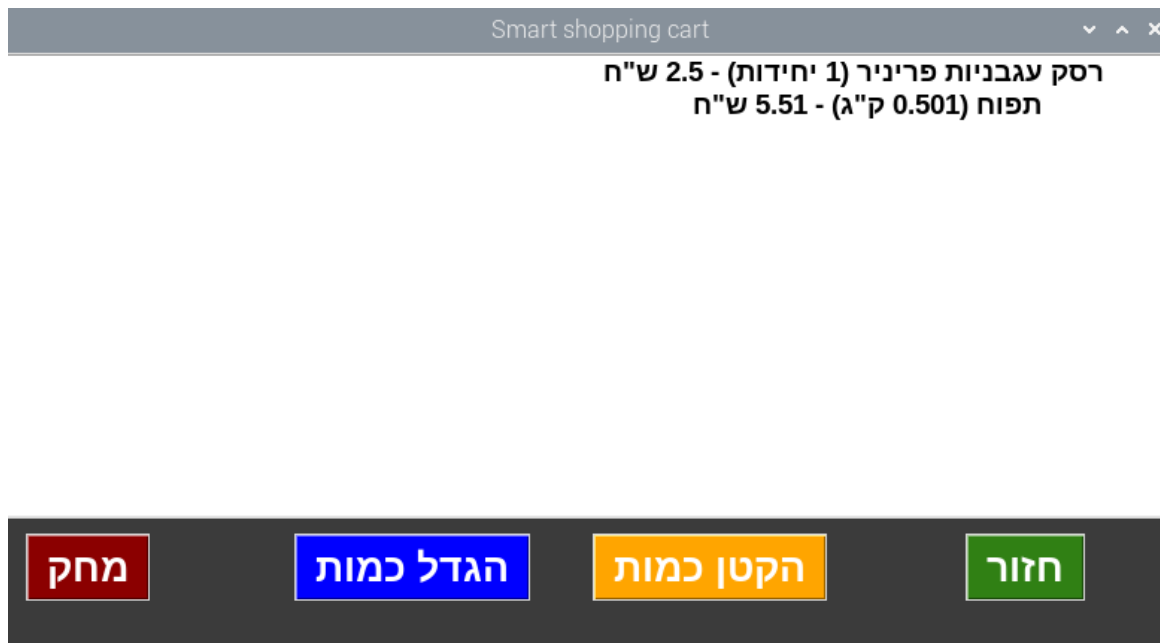 Smart shopping cart
רסק עגבניות פריניר (1 יחידות) - 2.5 ש"ח
תפוח (0.501 ק"ג) - 5.51 ש"ח
חזור
הקטן כמות
הגדל כמות
מחק